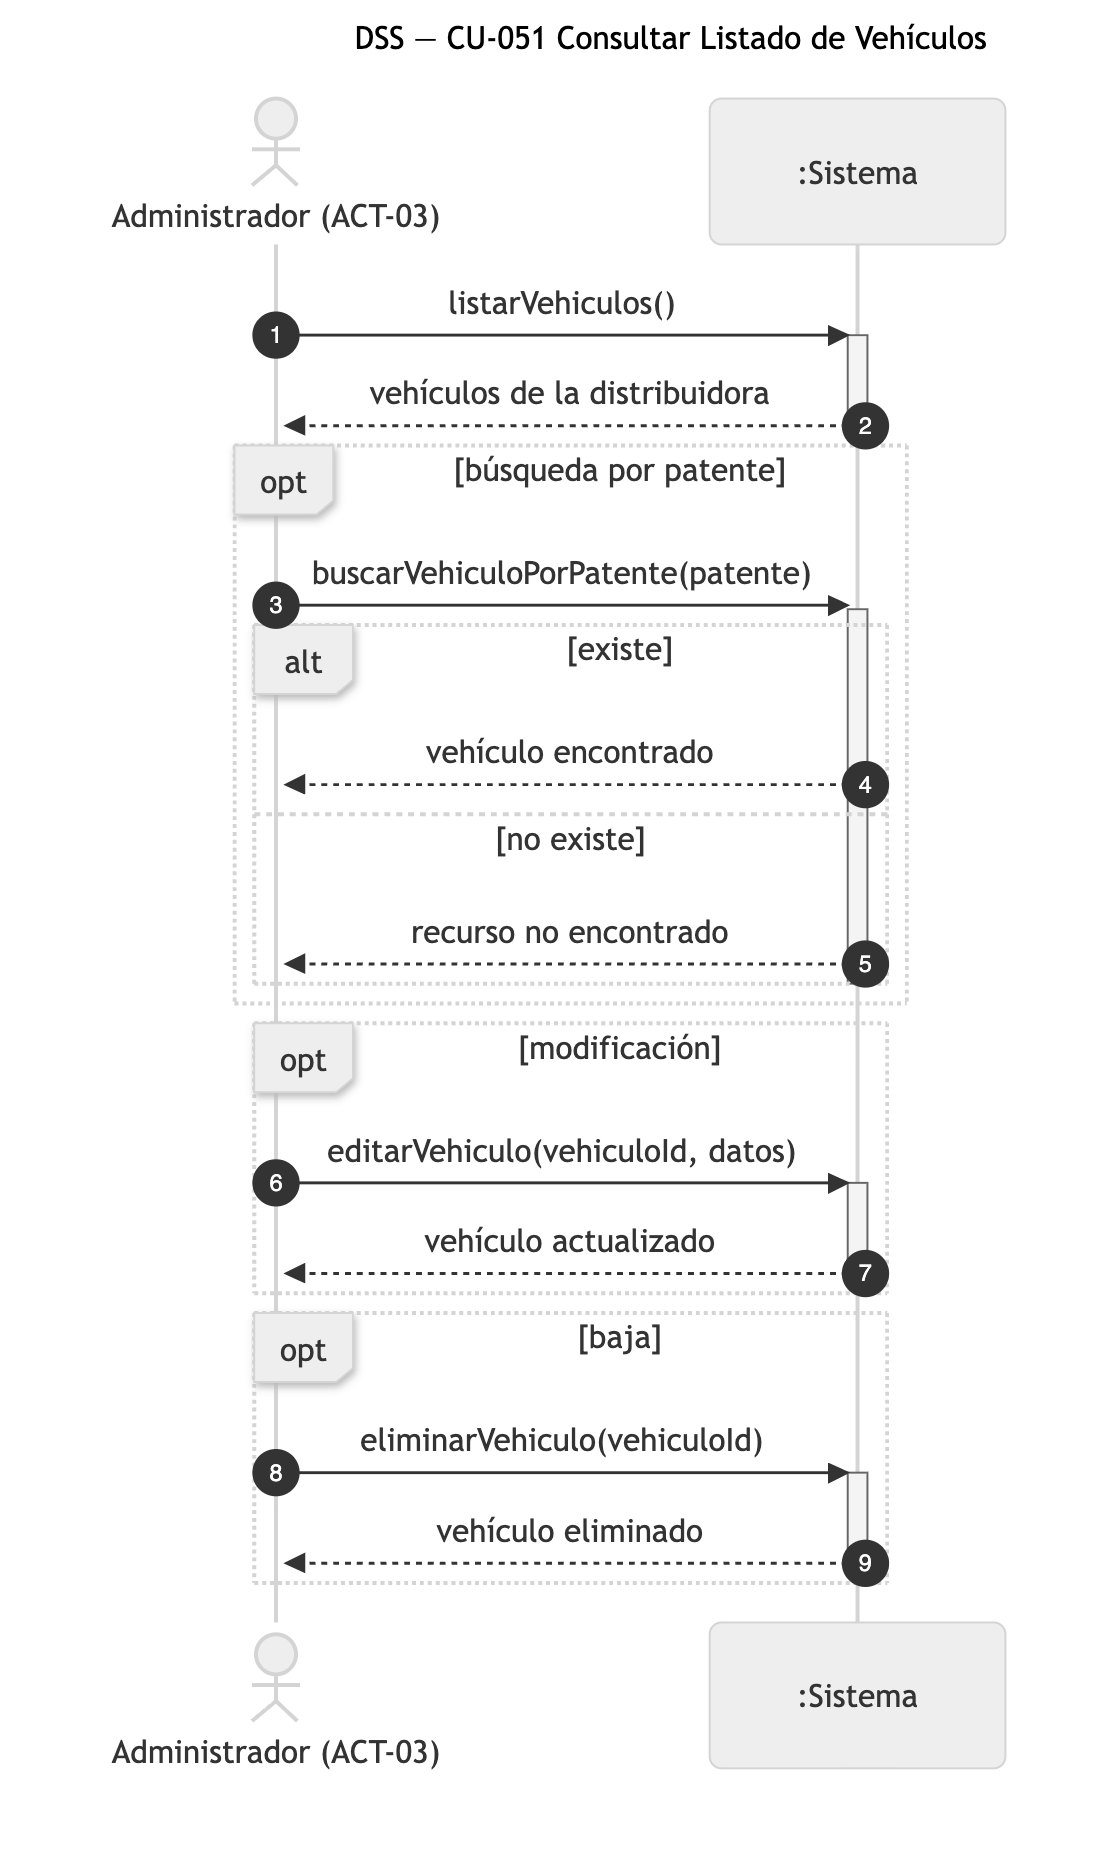 DSS — CU-051 Consultar Listado de Vehículos
:Sistema
Administrador (ACT-03)
listarVehiculos()
1
vehículos de la distribuidora
2
opt
[búsqueda por patente]
buscarVehiculoPorPatente(patente)
3
alt
[existe]
vehículo encontrado
4
[no existe]
recurso no encontrado
5
opt
[modificación]
editarVehiculo(vehiculoId, datos)
6
vehículo actualizado
7
opt
[baja]
eliminarVehiculo(vehiculoId)
8
vehículo eliminado
9
:Sistema
Administrador (ACT-03)